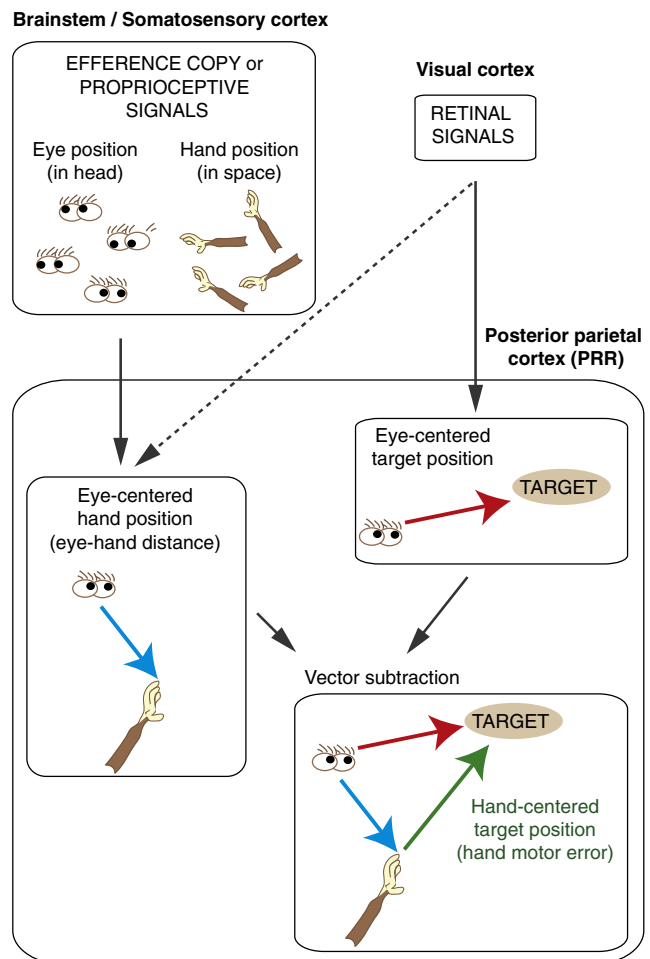 Brainstem / Somatosensory cortex
EFFERENCE COPY or
PROPRIOCEPTIVE
SIGNALS
Eye position
(in head)
Hand position
(in space)
Visual cortex
RETINAL
SIGNALS
Posterior parietal
cortex (PRR)
Eye-centered
target position
TARGET
Eye-centered
hand position
(eye-hand distance)
Vector subtraction
TARGET
Hand-centered
target position
(hand motor error)